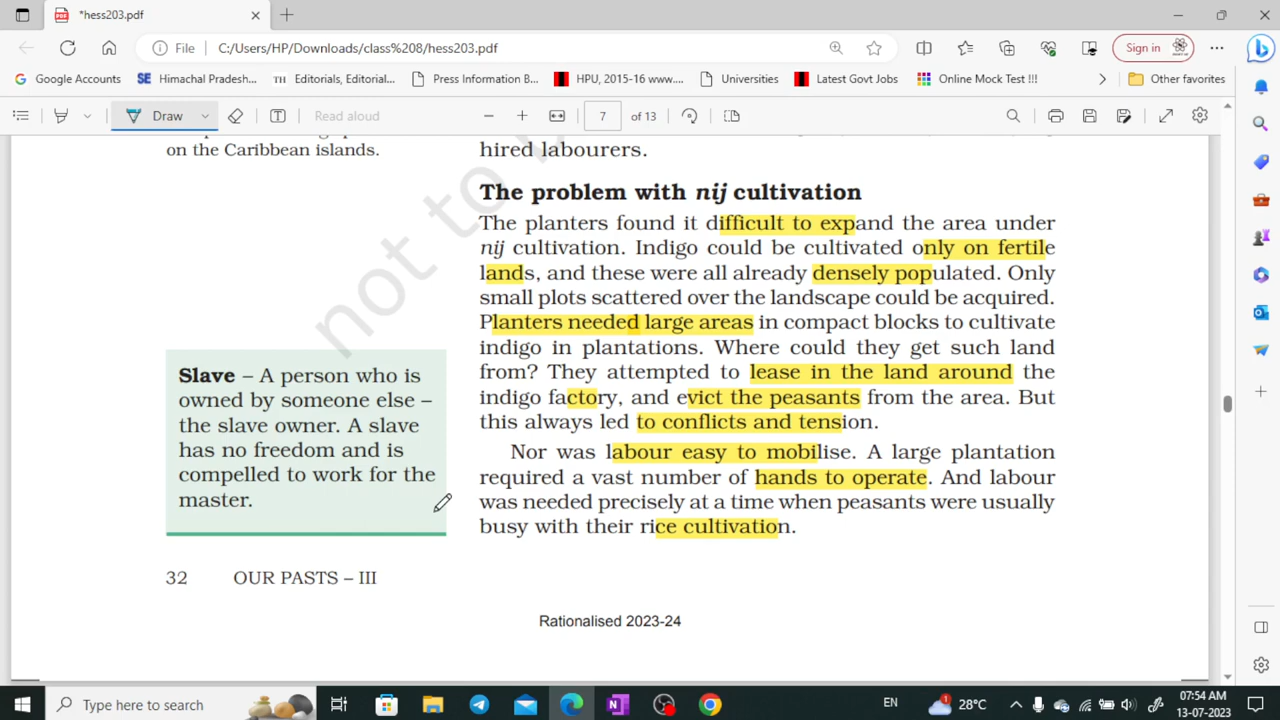 *hess203.pdf
File C:/Users/HP/Downloads/class%208/hess203.pdf
Sign in
Google Accounts Himachal Pradesh... Editorials, Editorial... Press Information B... HPU, 2015-16 www.... Universities Latest Govt Jobs Online Mock Test !!! Other favorites
Draw Read aloud 7 of 13
on the Caribbean islands.
hired labourers.
The problem with nij cultivation
The planters found it difficult to expand the area under
nij cultivation. Indigo could be cultivated only on fertile
lands, and these were all already densely populated. Only
small plots scattered over the landscape could be acquired.
Planters needed large areas in compact blocks to cultivate
indigo in plantations. Where could they get such land
from? They attempted to lease in the land around the
indigo factory, and evict the peasants from the area. But
this always led to conflicts and tension.
Nor was labour easy to mobilise. A large plantation
required a vast number of hands to operate. And labour
was needed precisely at a time when peasants were usually
busy with their rice cultivation.
Slave – A person who is
owned by someone else –
the slave owner. A slave
has no freedom and is
compelled to work for the
master.
not to
32 OUR PASTS – III
Rationalised 2023-24
Type here to search
EN 1 28°C
07:54 AM
13-07-2023